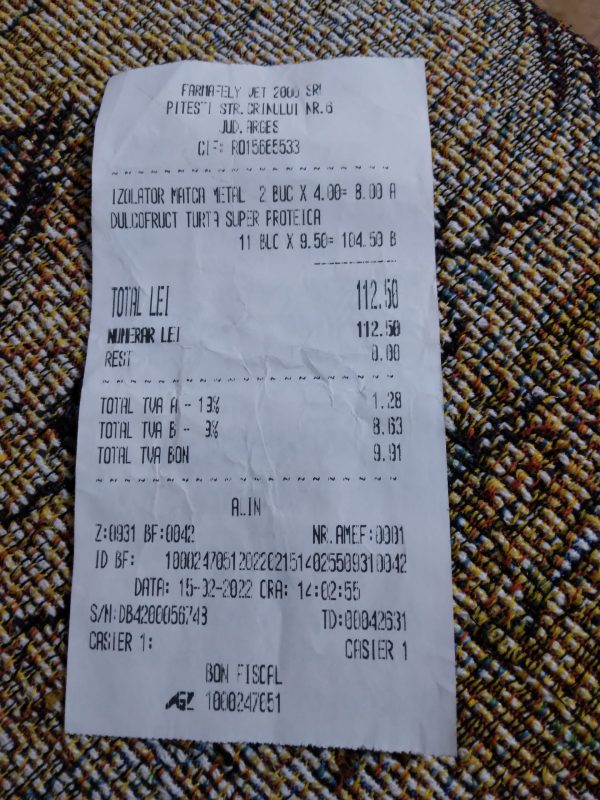 FARMAFELY VET 2000 SRL
PITESTI STR.CRINULUI NR.6
JUD.ARGES
CIF: RO15665533
IZOLATOR MATCA METAL 2 BUC X 4.00= 8.00 A
DULCOFRUCT TURTA SUPER PROTEICA
11 BUC X 9.50= 104.50 B
TOTAL LEI 112.50
NUMERAR LEI 112.50
REST 0.00
TOTAL TVA A - 19% 1.28
TOTAL TVA B - 9% 8.63
TOTAL TVA BON 9.91
Z:0931 BF:0042 NR.AMEF:0001
ID BF: 10002470512022021514025509310042
DATA: 15-02-2022 ORA: 14:02:55
S/N:DB4200056743 TD:00042631
CASIER 1: CASIER 1
BON FISCAL
1000247051